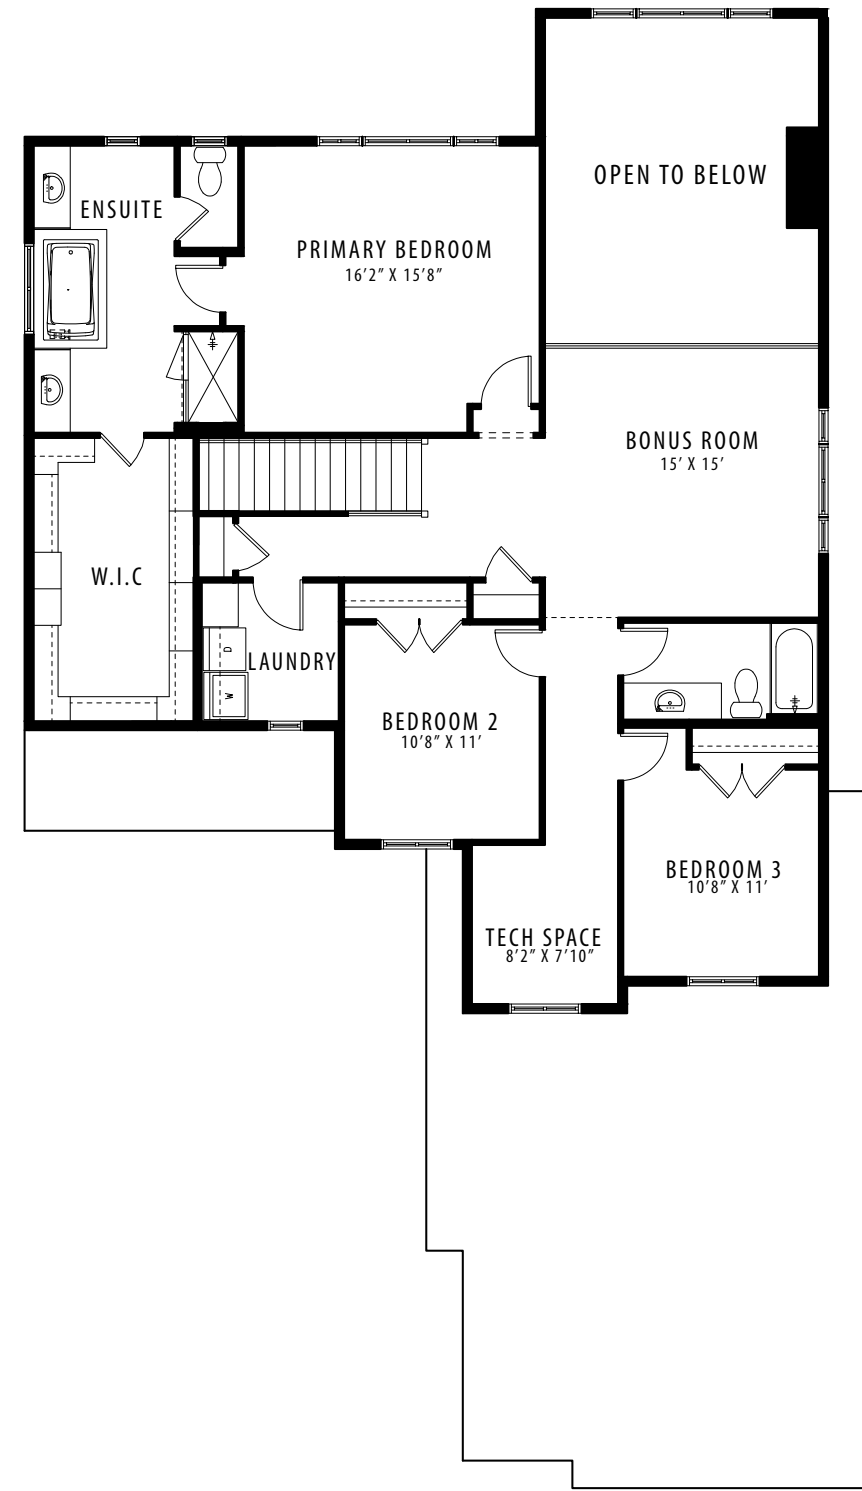 OPEN TO BELOW
ENSUITE
PRIMARY BEDROOM
16'2” X 15'8”
BONUS ROOM
15' X 15'
W.I.C
D
LAUNDRY
W
BEDROOM 2
10'8” X 11'
BEDROOM 3
10'8” X 11'
TECH SPACE
8'2” X 7'10”